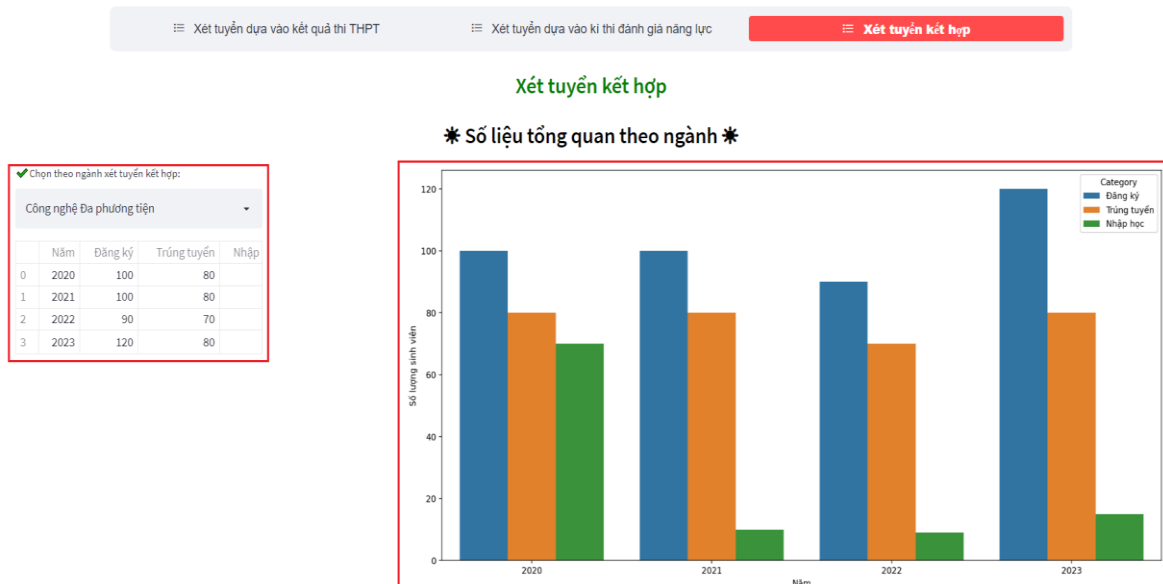 Xét tuyển dựa vào kết quả thi THPT
Xét tuyển dựa vào kì thi đánh giá năng lực
Xét tuyển kết hợp
Xét tuyển kết hợp
☀ Số liệu tổng quan theo ngành ☀
✔ Chọn theo ngành xét tuyển kết hợp:
Công nghệ Đa phương tiện
Năm Đăng ký Trúng tuyển Nhập
0 2020 100 80
1 2021 100 80
2 2022 90 70
3 2023 120 80
Category
Đăng ký
Trúng tuyển
Nhập học
Số lượng sinh viên
120
100
80
60
40
20
0
2020 2021 2022 2023
Năm